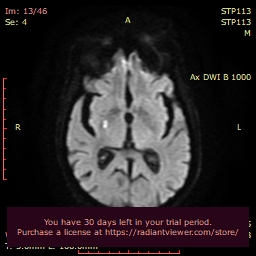 Im: 13/46
Se: 4
A
STP113
STP113
M
Ax DWI B 1000
R
L
You have 30 days left in your trial period.
Purchase a license at https://radiantviewer.com/store/